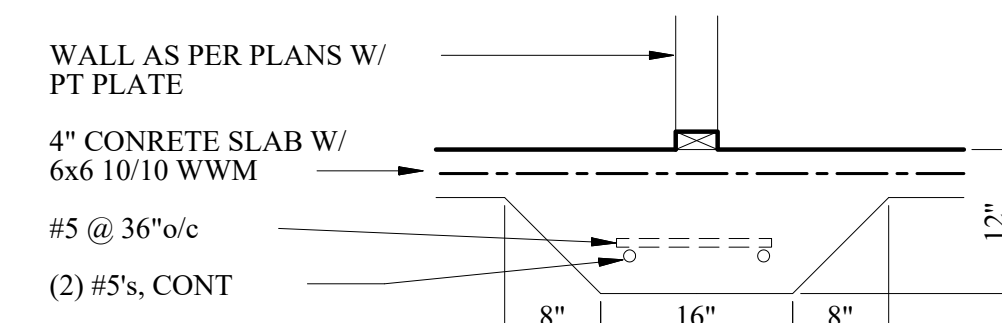 WALL AS PER PLANS W/
PT PLATE
4" CONRETE SLAB W/
6x6 10/10 WWM
#5 @ 36"o/c
(2) #5's, CONT
12"
8"
16"
8"